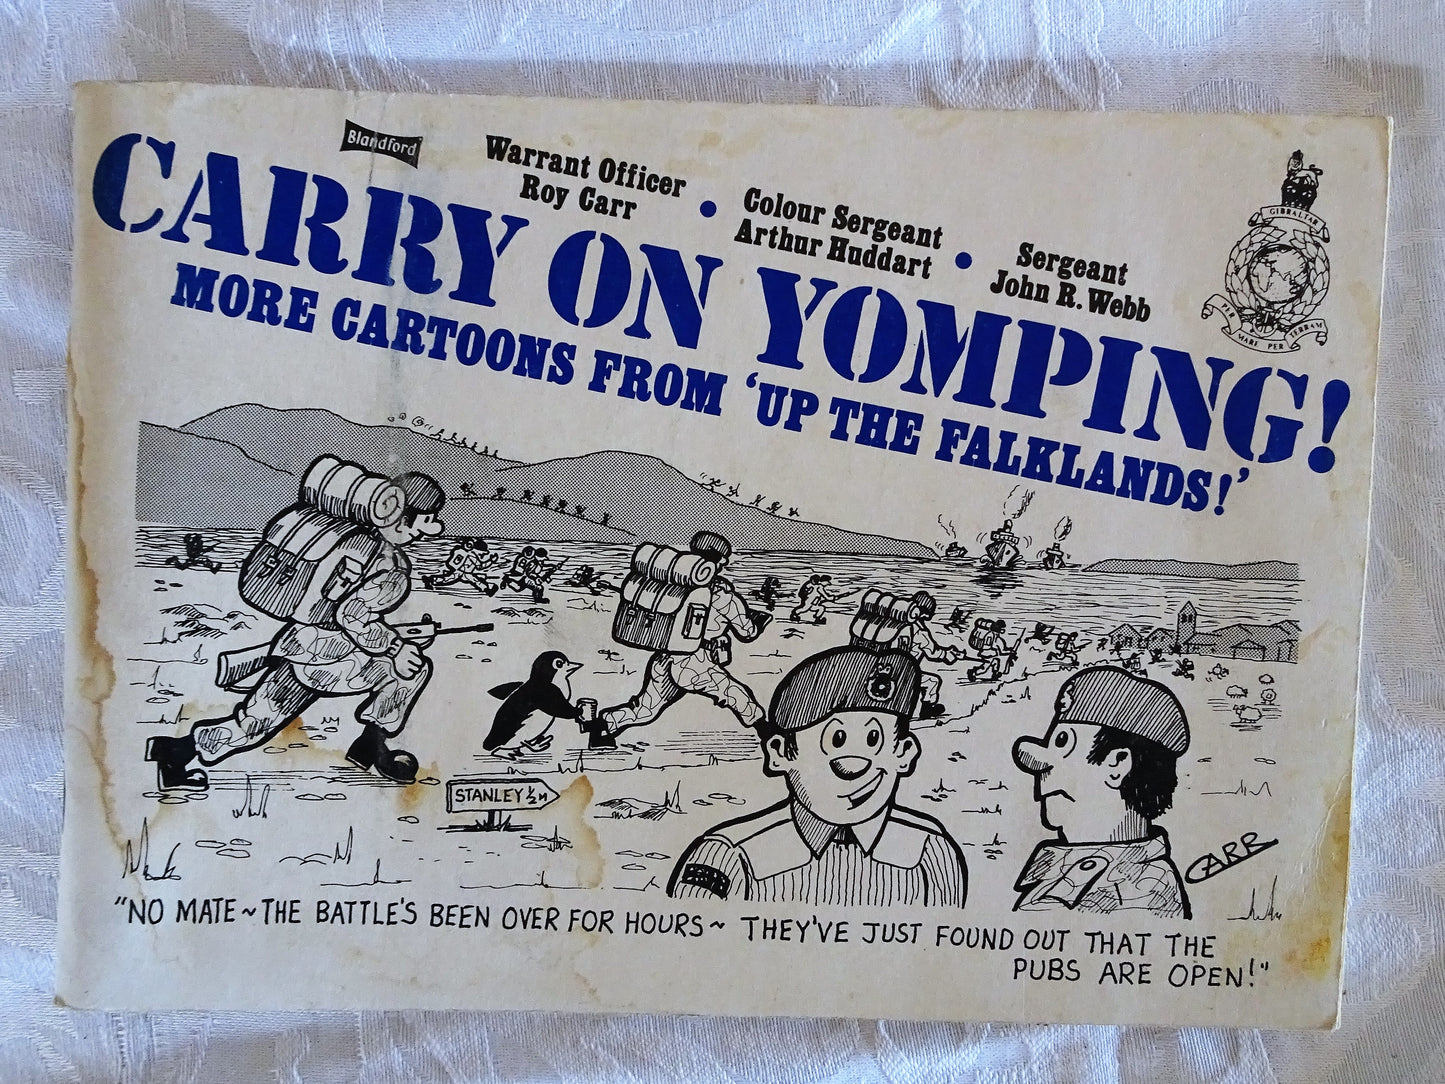 Blandford
Warrant Officer
Roy Carr
•
Colour Sergeant
Arthur Huddart
•
Sergeant
John R. Webb
GIBRALTAR
PER MARI PER TERRAM
CARRY ON YOMPING!
MORE CARTOONS FROM ‘UP THE FALKLANDS!’
STANLEY ½ M
CARR
"NO MATE ~ THE BATTLE'S BEEN OVER FOR HOURS ~ THEY'VE JUST FOUND OUT THAT THE
PUBS ARE OPEN!"